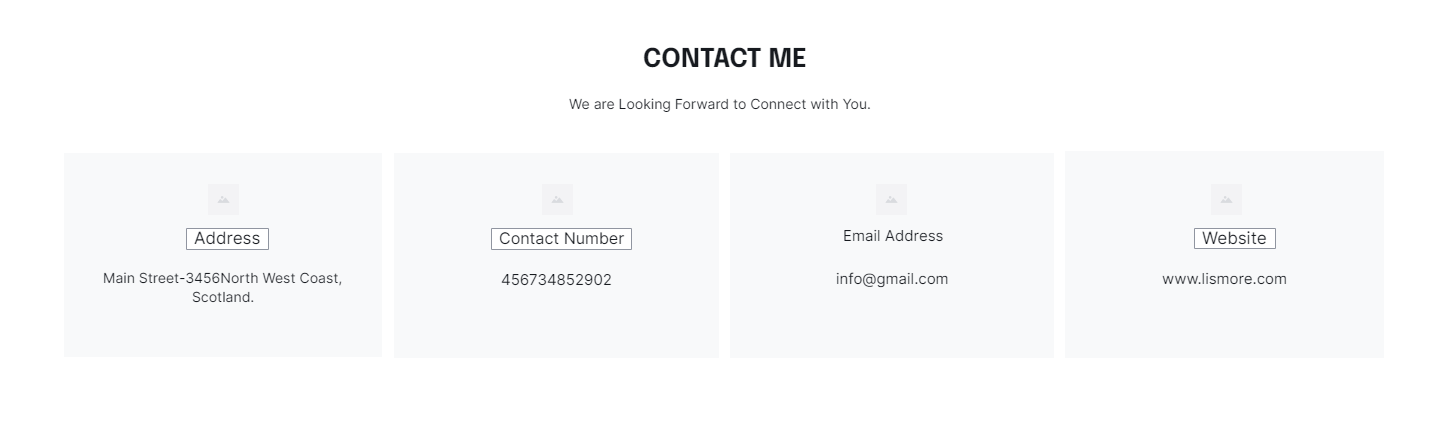 CONTACT ME
We are Looking Forward to Connect with You.
Address
Main Street-3456North West Coast,
Scotland.
Contact Number
456734852902
Email Address
info@gmail.com
Website
www.lismore.com